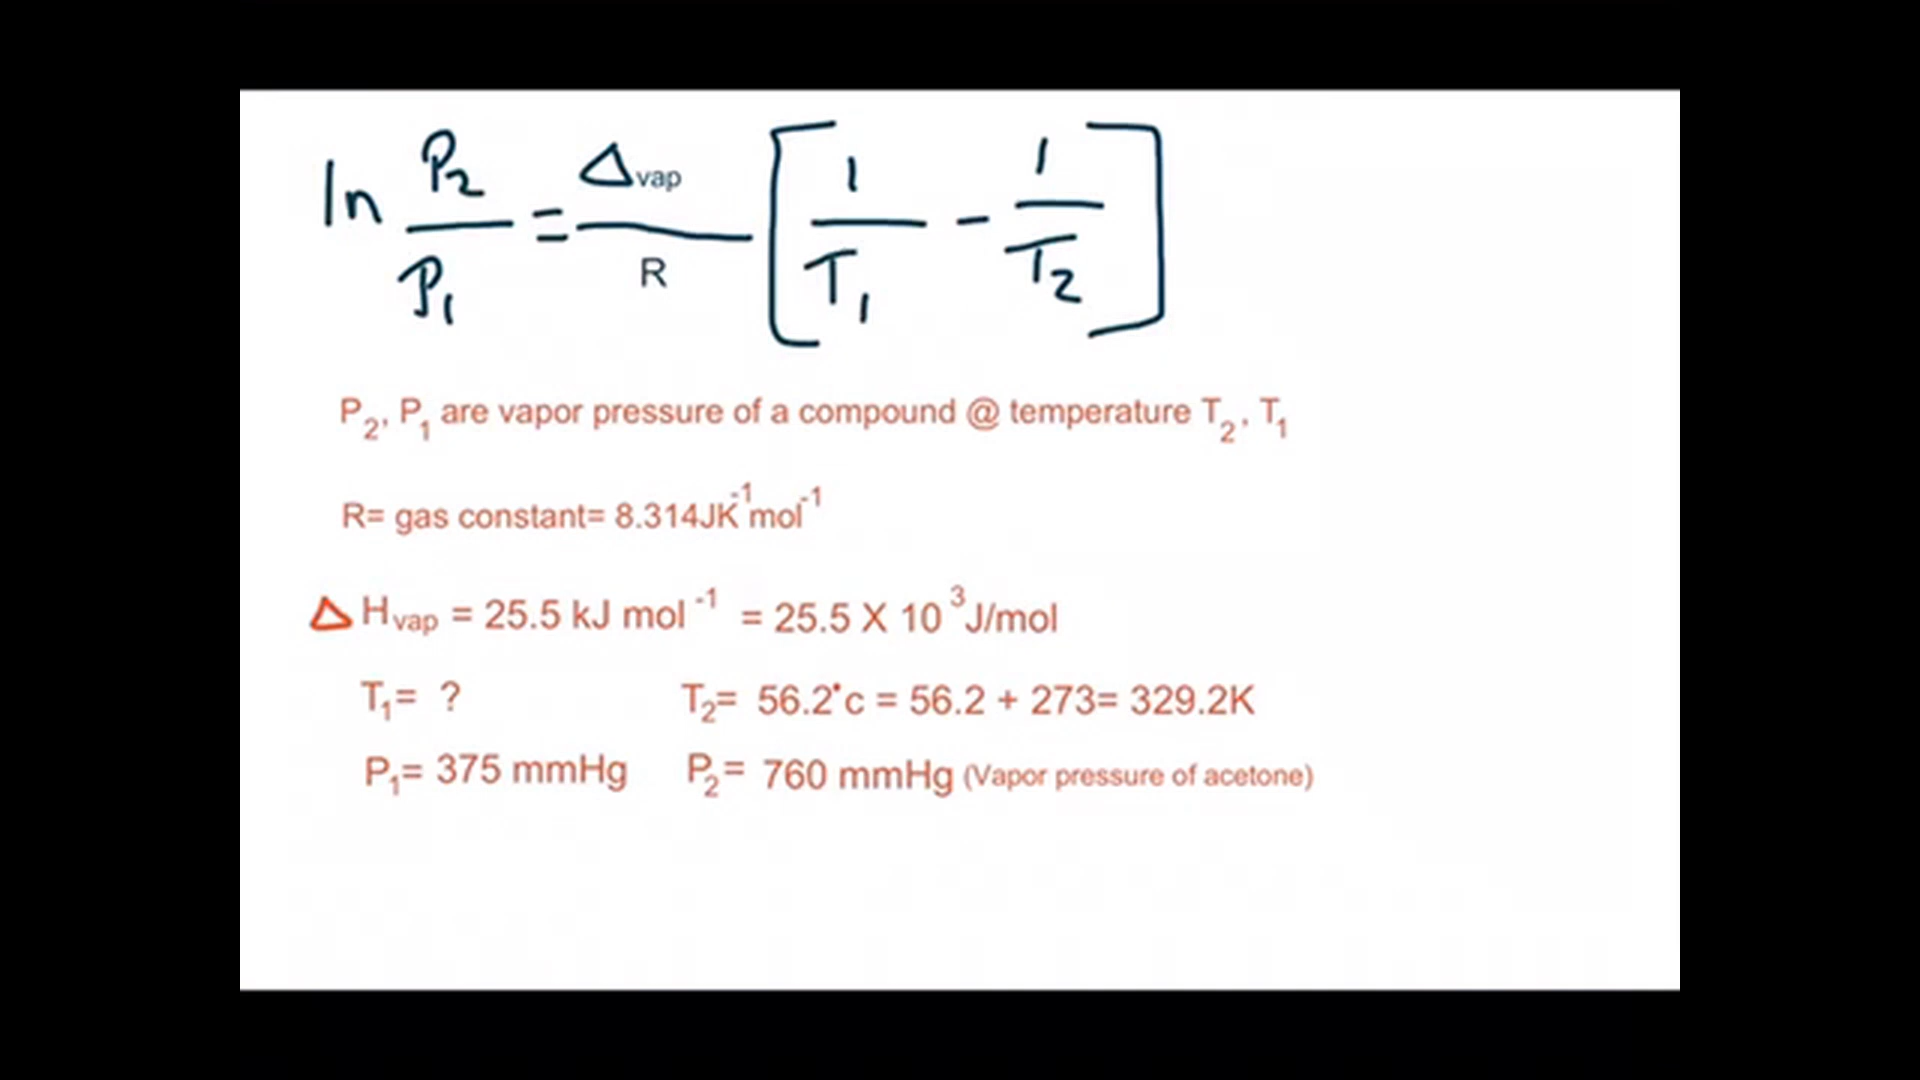 ln P₂/P₁ = Δvap/R [1/T₁ - 1/T₂]
P₂, P₁ are vapor pressure of a compound @ temperature T₂, T₁
R= gas constant= 8.314JK⁻¹mol⁻¹
ΔHvap = 25.5 kJ mol⁻¹ = 25.5 X 10³J/mol
T₁= ? T₂= 56.2°c = 56.2 + 273= 329.2K
P₁= 375 mmHg P₂= 760 mmHg (Vapor pressure of acetone)